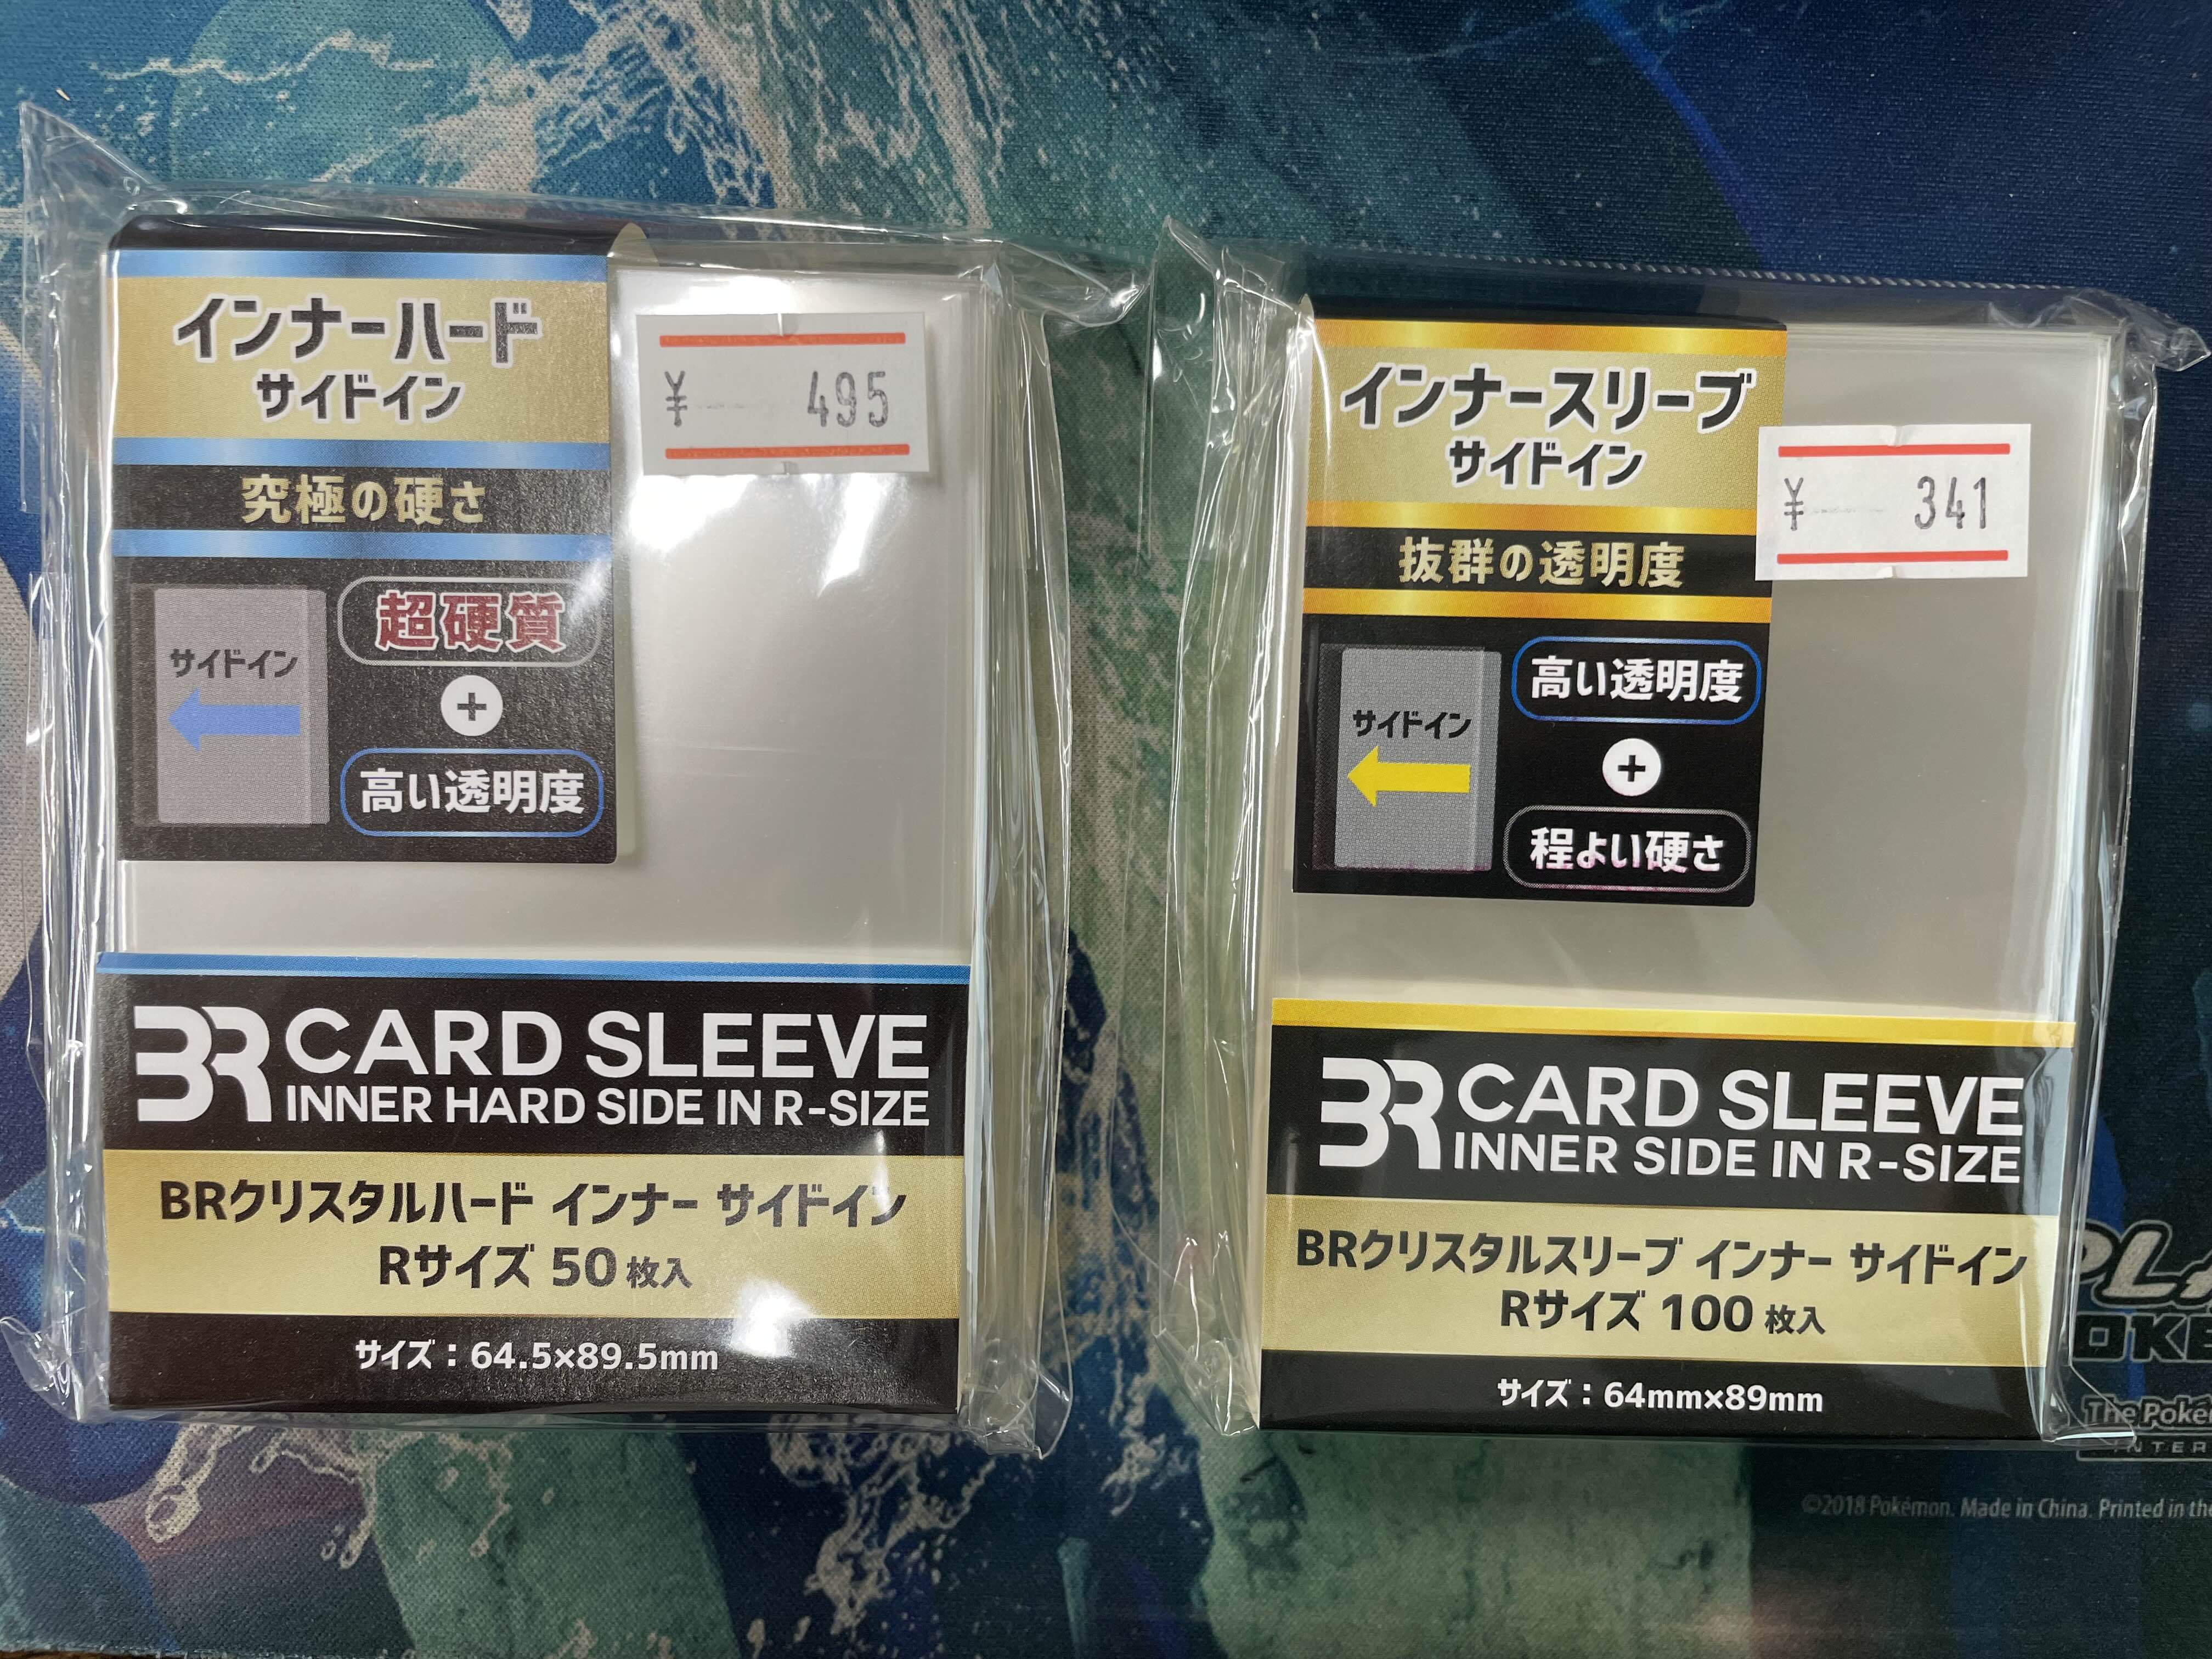 インナーハード
サイドイン
究極の硬さ
サイドイン
超硬質
+
高い透明度
¥ 495
BR CARD SLEEVE
INNER HARD SIDE IN R-SIZE
BRクリスタルハード インナー サイドイン
Rサイズ 50枚入
サイズ：64.5×89.5mm
インナースリーブ
サイドイン
抜群の透明度
サイドイン
高い透明度
+
程よい硬さ
¥ 341
BR CARD SLEEVE
INNER SIDE IN R-SIZE
BRクリスタルスリーブ インナー サイドイン
Rサイズ 100枚入
サイズ：64mm×89mm
The
©2018 Pokémon. Made in China. Printed in